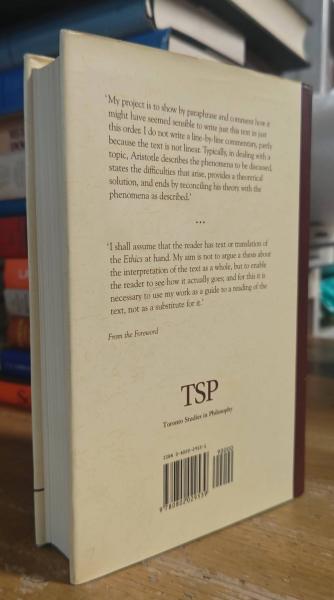 'My project is to show by paraphrase and comment how it
might have seemed sensible to write just this text in just
this order. I do not write a line-by-line commentary, partly
because the text is not linear. Typically, in dealing with a
topic, Aristotle describes the phenomena to be discussed,
states the difficulties that arise, provides a theoretical
solution, and ends by reconciling his theory with the
phenomena as described.'
•••
'I shall assume that the reader has text or translation of
the Ethics at hand. My aim is not to argue a thesis about
the interpretation of the text as a whole, but to enable
the reader to see how it actually goes; and for this it is
necessary to use my work as a guide to a reading of the
text, not as a substitute for it.'
From the Foreword
TSP
Toronto Studies in Philosophy
90000